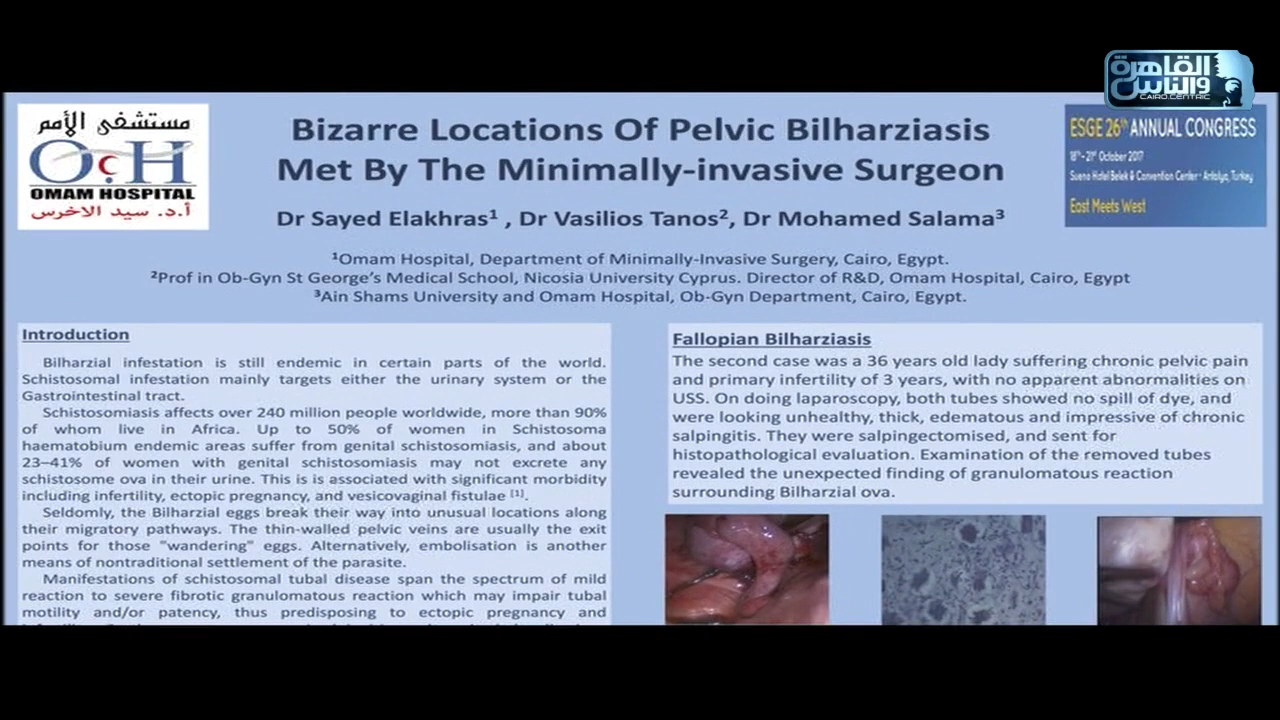 القاهرة
والناس
CAIRO.CENTRIC
مستشفى الأمم
OcH
OMAM HOSPITAL
أ.د. سيد الاخرس
Bizarre Locations Of Pelvic Bilharziasis
Met By The Minimally-invasive Surgeon
ESGE 26th ANNUAL CONGRESS
18th-21st October 2017
Sueno Hotel Belek & Convention Center - Antalya, Turkey
East Meets West
Dr Sayed Elakhras¹ , Dr Vasilios Tanos², Dr Mohamed Salama³
¹Omam Hospital, Department of Minimally-Invasive Surgery, Cairo, Egypt.
²Prof in Ob-Gyn St George's Medical School, Nicosia University Cyprus. Director of R&D, Omam Hospital, Cairo, Egypt
³Ain Shams University and Omam Hospital, Ob-Gyn Department, Cairo, Egypt.
Introduction
Bilharzial infestation is still endemic in certain parts of the world.
Schistosomal infestation mainly targets either the urinary system or the
Gastrointestinal tract.
Schistosomiasis affects over 240 million people worldwide, more than 90%
of whom live in Africa. Up to 50% of women in Schistosoma
haematobium endemic areas suffer from genital schistosomiasis, and about
23–41% of women with genital schistosomiasis may not excrete any
schistosome ova in their urine. This is is associated with significant morbidity
including infertility, ectopic pregnancy, and vesicovaginal fistulae [1].
Seldomly, the Bilharzial eggs break their way into unusual locations along
their migratory pathways. The thin-walled pelvic veins are usually the exit
points for those "wandering" eggs. Alternatively, embolisation is another
means of nontraditional settlement of the parasite.
Manifestations of schistosomal tubal disease span the spectrum of mild
reaction to severe fibrotic granulomatous reaction which may impair tubal
motility and/or patency, thus predisposing to ectopic pregnancy and
Fallopian Bilharziasis
The second case was a 36 years old lady suffering chronic pelvic pain
and primary infertility of 3 years, with no apparent abnormalities on
USS. On doing laparoscopy, both tubes showed no spill of dye, and
were looking unhealthy, thick, edematous and impressive of chronic
salpingitis. They were salpingectomised, and sent for
histopathological evaluation. Examination of the removed tubes
revealed the unexpected finding of granulomatous reaction
surrounding Bilharzial ova.